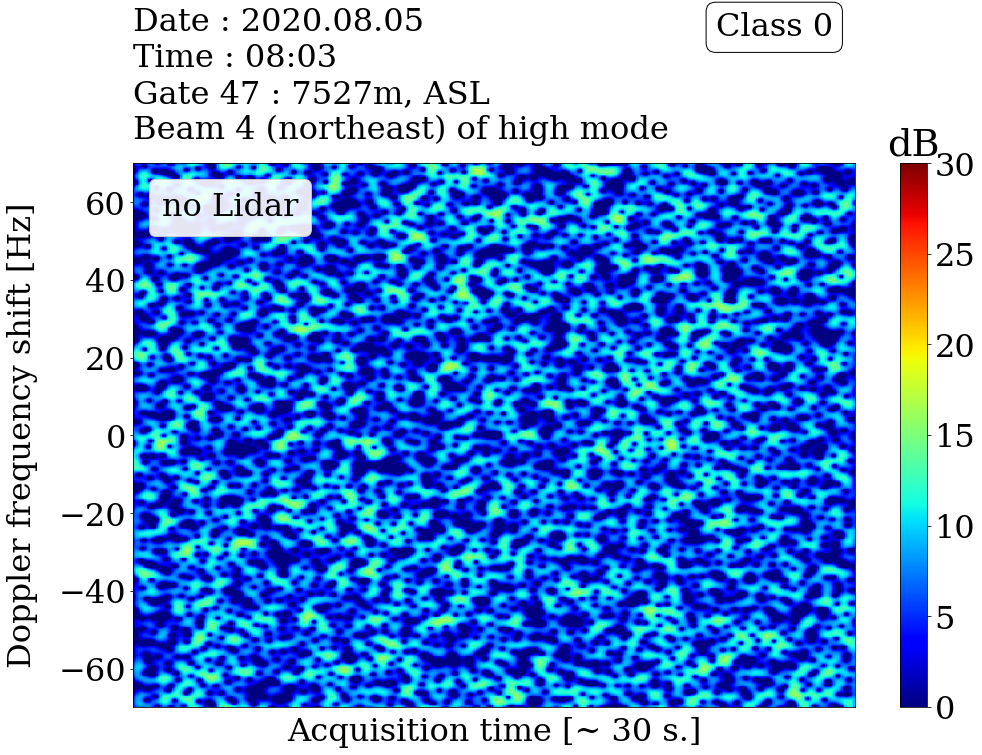 Date : 2020.08.05
Time : 08:03
Gate 47 : 7527m, ASL
Beam 4 (northeast) of high mode
Class 0
dB
no Lidar
Doppler frequency shift [Hz]
60
40
20
0
−20
−40
−60
Acquisition time [~ 30 s.]
30
25
20
15
10
5
0